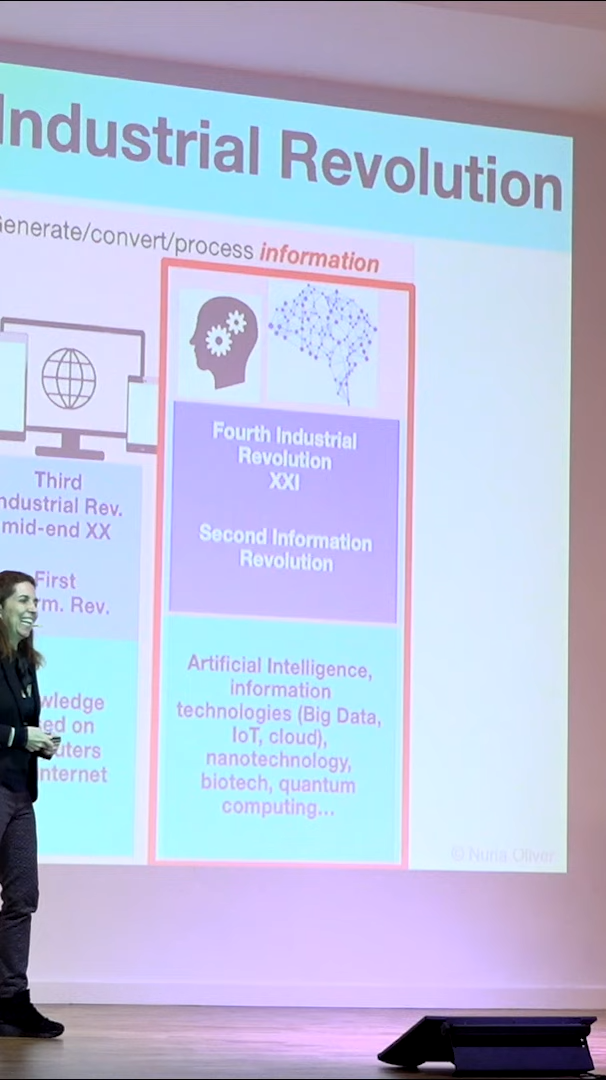 Industrial Revolution
Generate/convert/process information
Third
Industrial Rev.
mid-end XX
First
rm. Rev.
wledge
ed on
uters
nternet
Fourth Industrial
Revolution
XXI
Second Information
Revolution
Artificial Intelligence,
information
technologies (Big Data,
IoT, cloud),
nanotechnology,
biotech, quantum
computing...
© Nuria Oliver